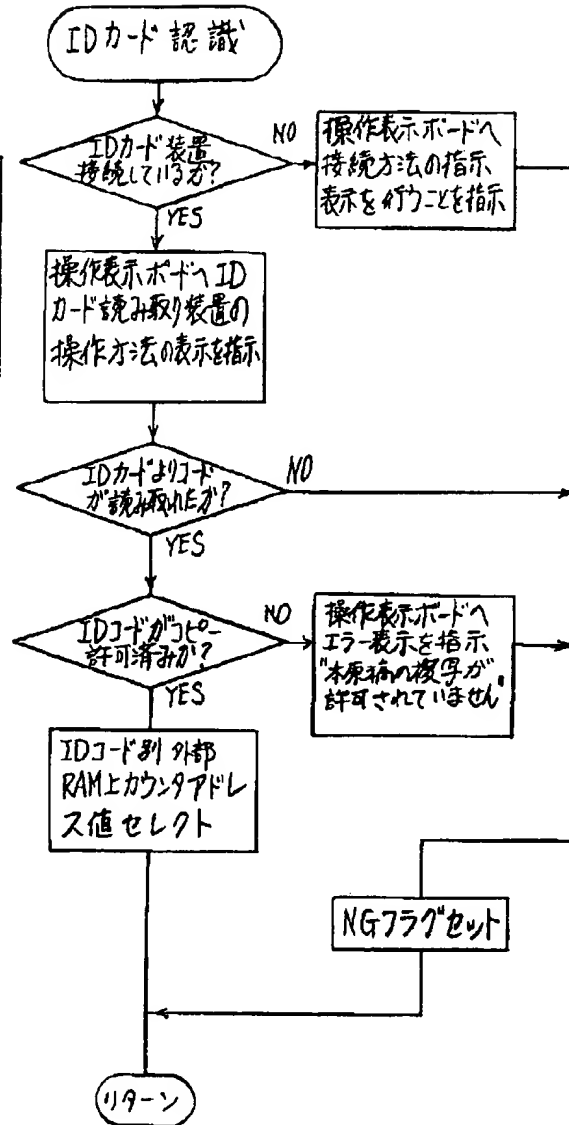 IDカード 認識
IDカード装置
接続しているか?
NO
操作表示ボードへ
接続方法の指示
表示を行うことを指示
YES
操作表示ボードへID
カード読み取り装置の
操作方法の表示を指示
IDカードよりコード
が読み取れたか?
NO
YES
IDコードがコピー
許可済みか?
NO
操作表示ボードへ
エラー表示を指示
"本原稿の複写が
許可されていません"
YES
IDコード別 外部
RAM上カウンタアドレ
ス値セレクト
NGフラグセット
リターン